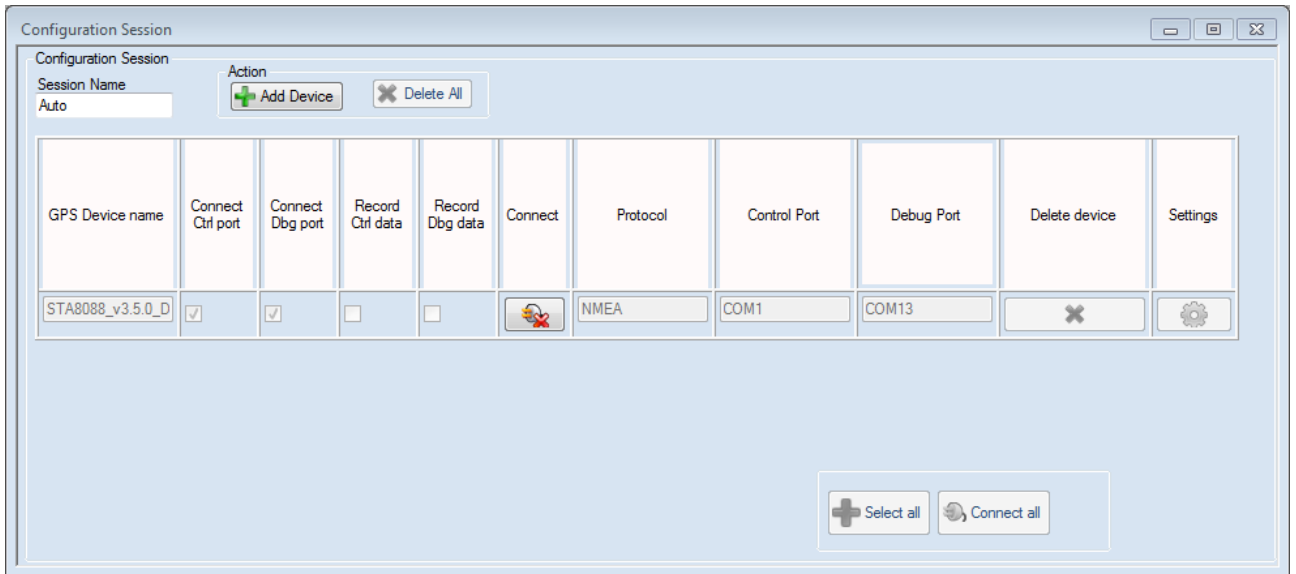 Configuration Session
Configuration Session
Session Name
Action
Auto
Add Device
Delete All
GPS Device name
Connect
Ctrl port
Connect
Dbg port
Record
Ctrl data
Record
Dbg data
Connect
Protocol
Control Port
Debug Port
Delete device
Settings
STA8088_v3.5.0_D
NMEA
COM1
COM13
Select all
Connect all